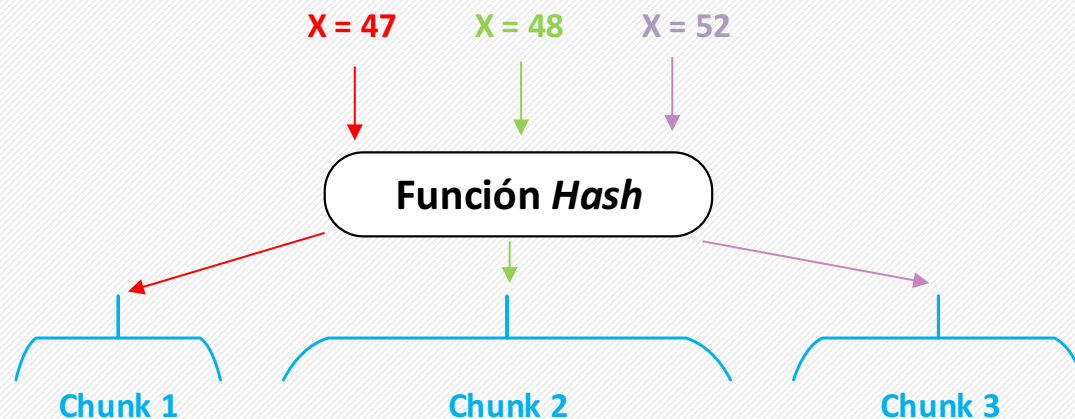 X = 47 X = 48 X = 52
Función Hash
Chunk 1 Chunk 2 Chunk 3